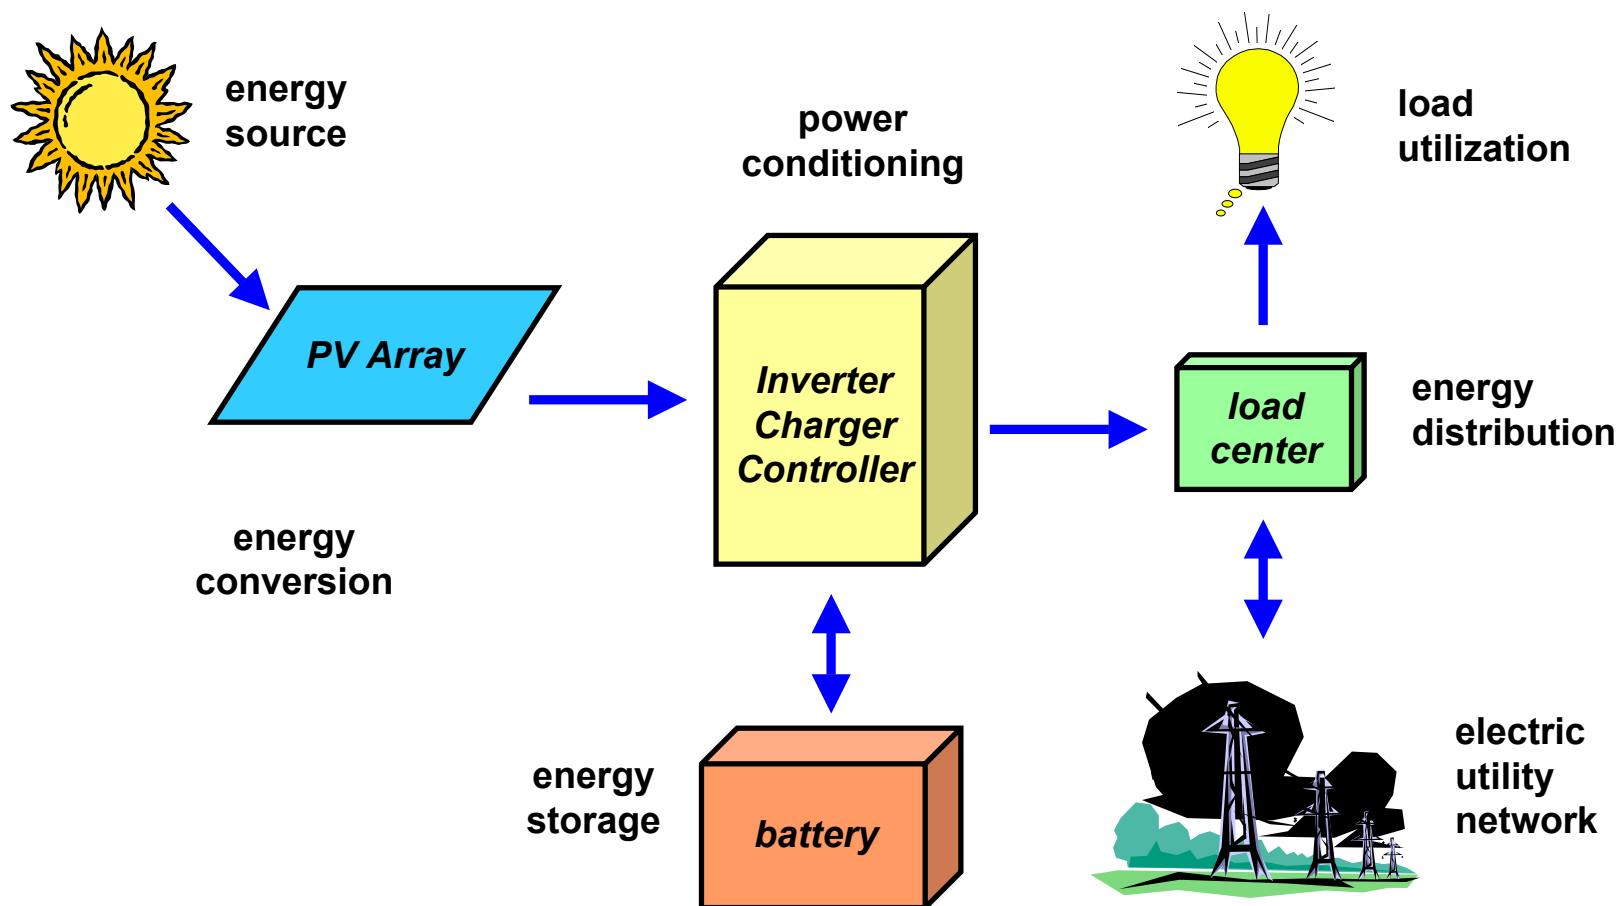 energy
source
power
conditioning
load
utilization
PV Array
Inverter
Charger
Controller
load
center
energy
distribution
energy
conversion
energy
storage
battery
electric
utility
network